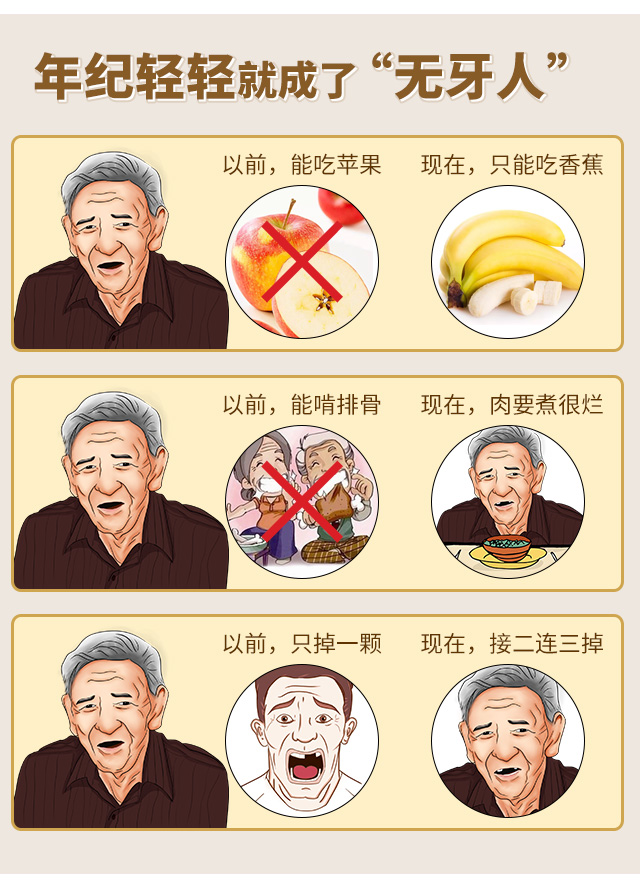 年纪轻轻就成了“无牙人”
以前，能吃苹果
现在，只能吃香蕉
以前，能啃排骨
现在，肉要煮很烂
以前，只掉一颗
现在，接二连三掉